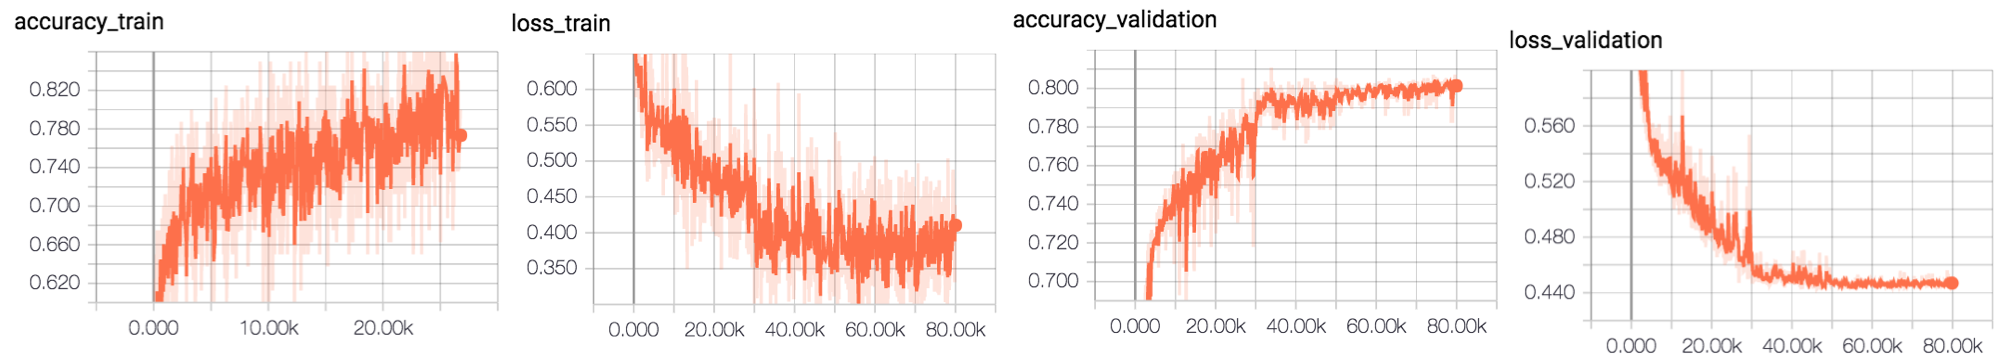 accuracy_train
0.820
0.780
0.740
0.700
0.660
0.620
0.000 10.00k 20.00k
loss_train
0.600
0.550
0.500
0.450
0.400
0.350
0.000 20.00k 40.00k 60.00k 80.00k
accuracy_validation
0.800
0.780
0.760
0.740
0.720
0.700
0.000 20.00k 40.00k 60.00k 80.00k
loss_validation
0.560
0.520
0.480
0.440
0.000 20.00k 40.00k 60.00k 80.00k